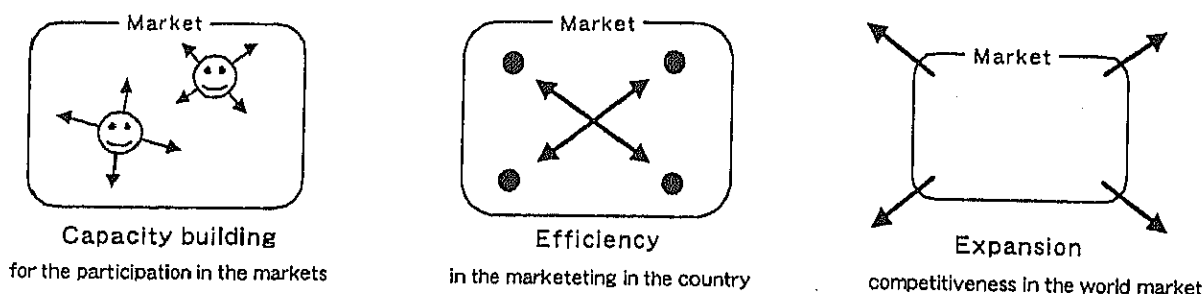 Market
Market
Market
Capacity building
for the participation in the markets
Efficiency
in the marketeting in the country
Expansion
competitiveness in the world market